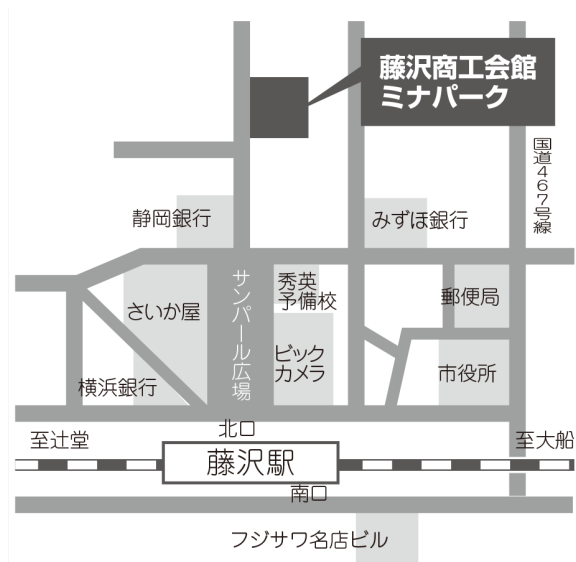 藤沢商工会館
ミナパーク
国道467号線
静岡銀行
みずほ銀行
サンパール広場
秀英
予備校
郵便局
さいか屋
ビック
カメラ
市役所
横浜銀行
北口
至辻堂
藤沢駅
至大船
南口
フジサワ名店ビル